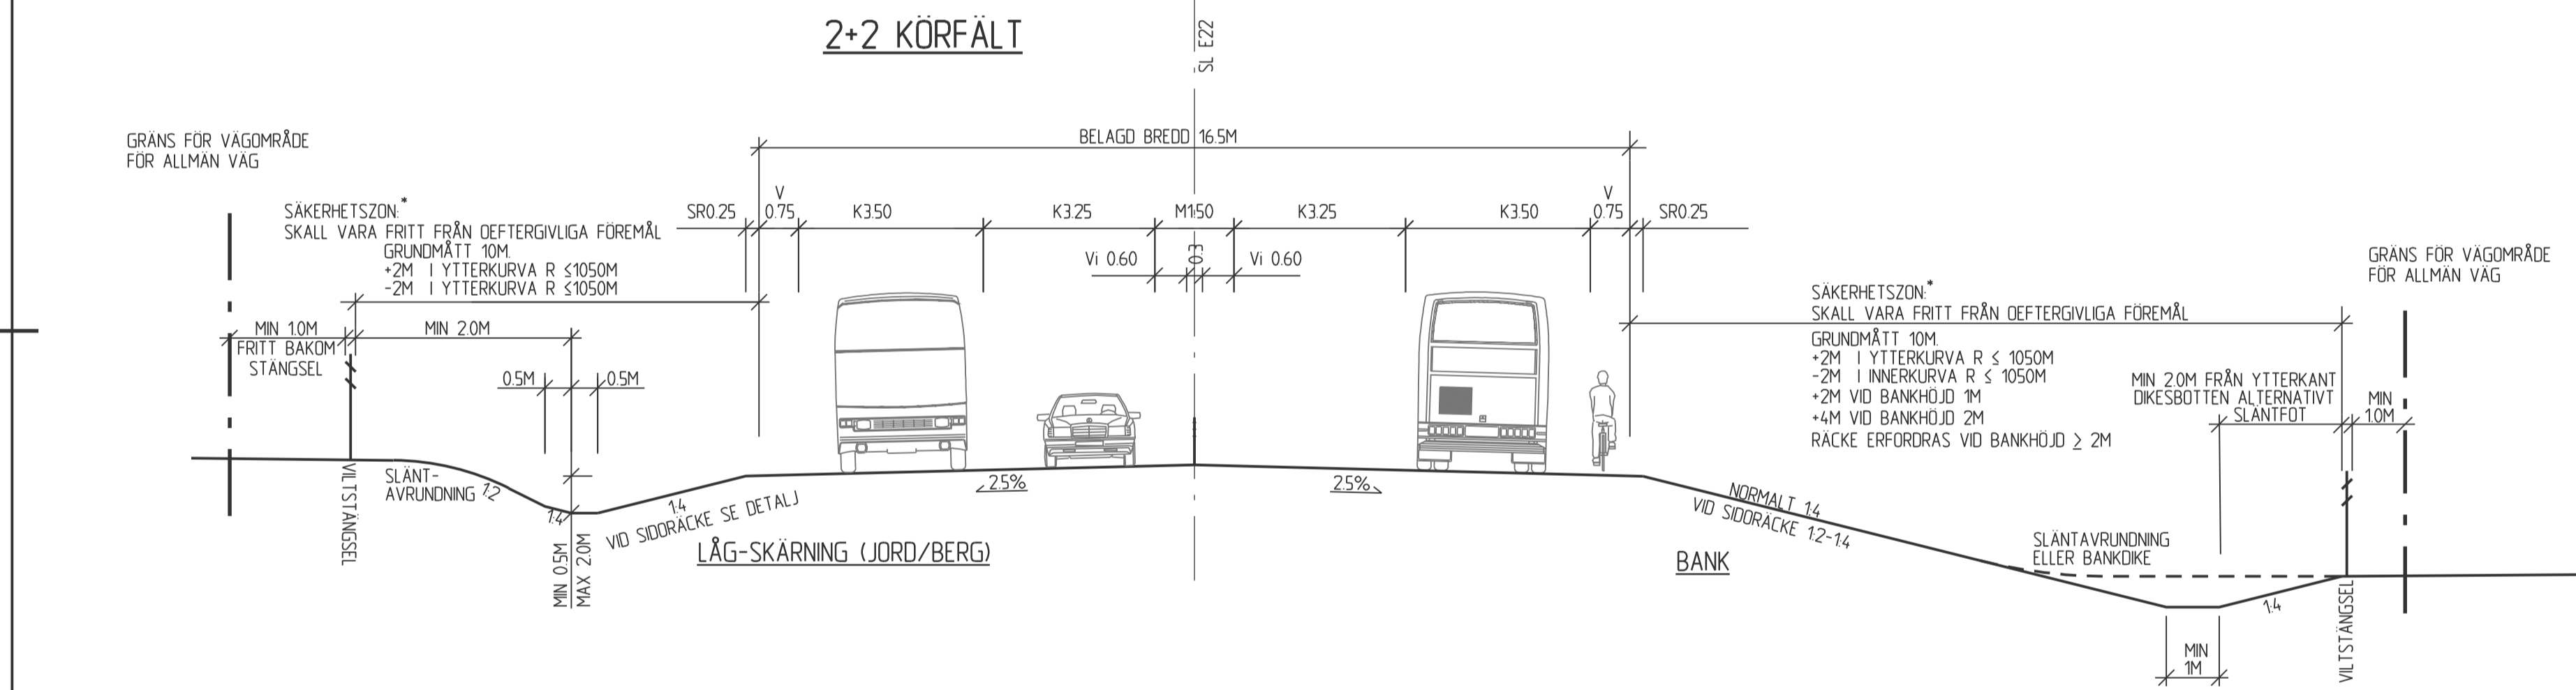 2+2 KÖRFÄLT
SL E22
BELAGD BREDD 16.5M
GRÄNS FÖR VÄGOMRÅDE
FÖR ALLMÄN VÄG
SÄKERHETSZON:*
SKALL VARA FRITT FRÅN OEFTERGIVLIGA FÖREMÅL
GRUNDMÅTT 10M.
+2M I YTTERKURVA R ≤1050M
-2M I YTTERKURVA R ≤1050M
MIN 1.0M
FRITT BAKOM
STÄNGSEL
MIN 2.0M
0.5M
0.5M
SR0.25
V
0.75
K3.50
K3.25
M1.50
K3.25
K3.50
V
0.75
SR0.25
Vi 0.60
0.3
Vi 0.60
VILTSTÄNGSEL
SLÄNT-
AVRUNDNING
1:2
1:4
MIN 0.5M
MAX 2.0M
1:4
VID SIDORÄCKE SE DETALJ
LÅG-SKÄRNING (JORD/BERG)
2.5%
2.5%
NORMALT 1:4
VID SIDORÄCKE 1:2-1:4
BANK
SÄKERHETSZON:*
SKALL VARA FRITT FRÅN OEFTERGIVLIGA FÖREMÅL
GRUNDMÅTT 10M.
+2M I YTTERKURVA R ≤ 1050M
-2M I INNERKURVA R ≤ 1050M
+2M VID BANKHÖJD 1M
+4M VID BANKHÖJD 2M
RÄCKE ERFORDRAS VID BANKHÖJD ≥ 2M
GRÄNS FÖR VÄGOMRÅDE
FÖR ALLMÄN VÄG
MIN 2.0M FRÅN YTTERKANT
DIKESBOTTEN ALTERNATIVT
SLÄNTFOT
MIN
1.0M
SLÄNTAVRUNDNING
ELLER BANKDIKE
1:4
VILTSTÄNGSEL
MIN
1M